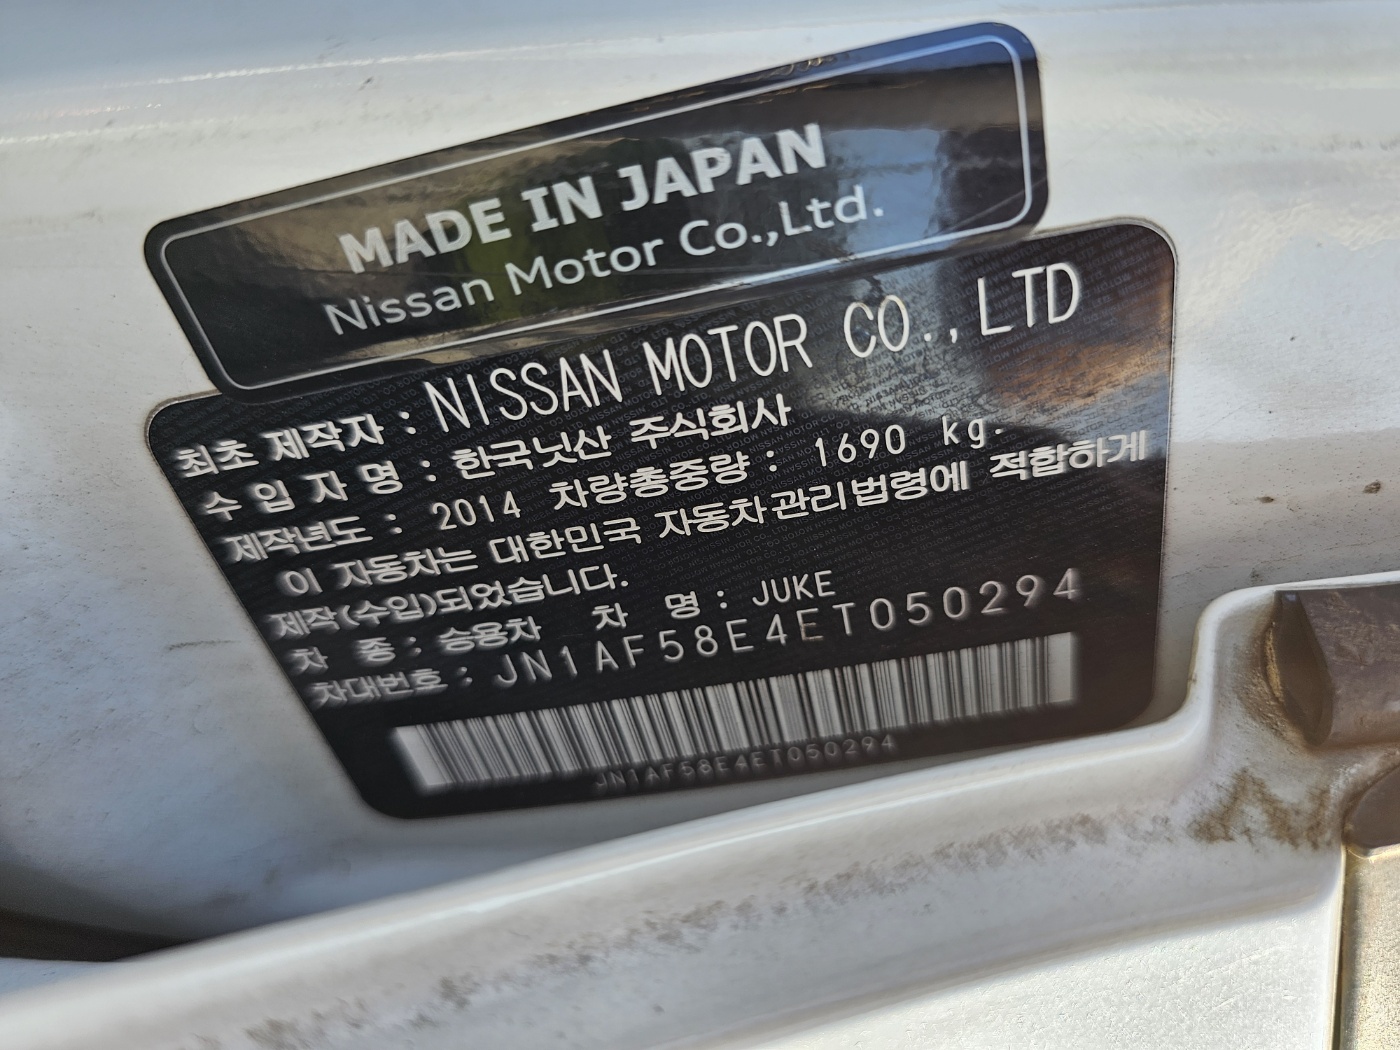 MADE IN JAPAN
Nissan Motor Co.,Ltd.
최초 제작자 : NISSAN MOTOR CO.,LTD
수 입 자 명 : 한국닛산 주식회사
제작년도 : 2014 차량총중량 : 1690 kg.
이 자동차는 대한민국 자동차관리법령에 적합하게
제작(수입)되었습니다.
차 종 : 승용차 차 명 : JUKE
차대번호 : JN1AF58E4ET050294
JN1AF58E4ET050294